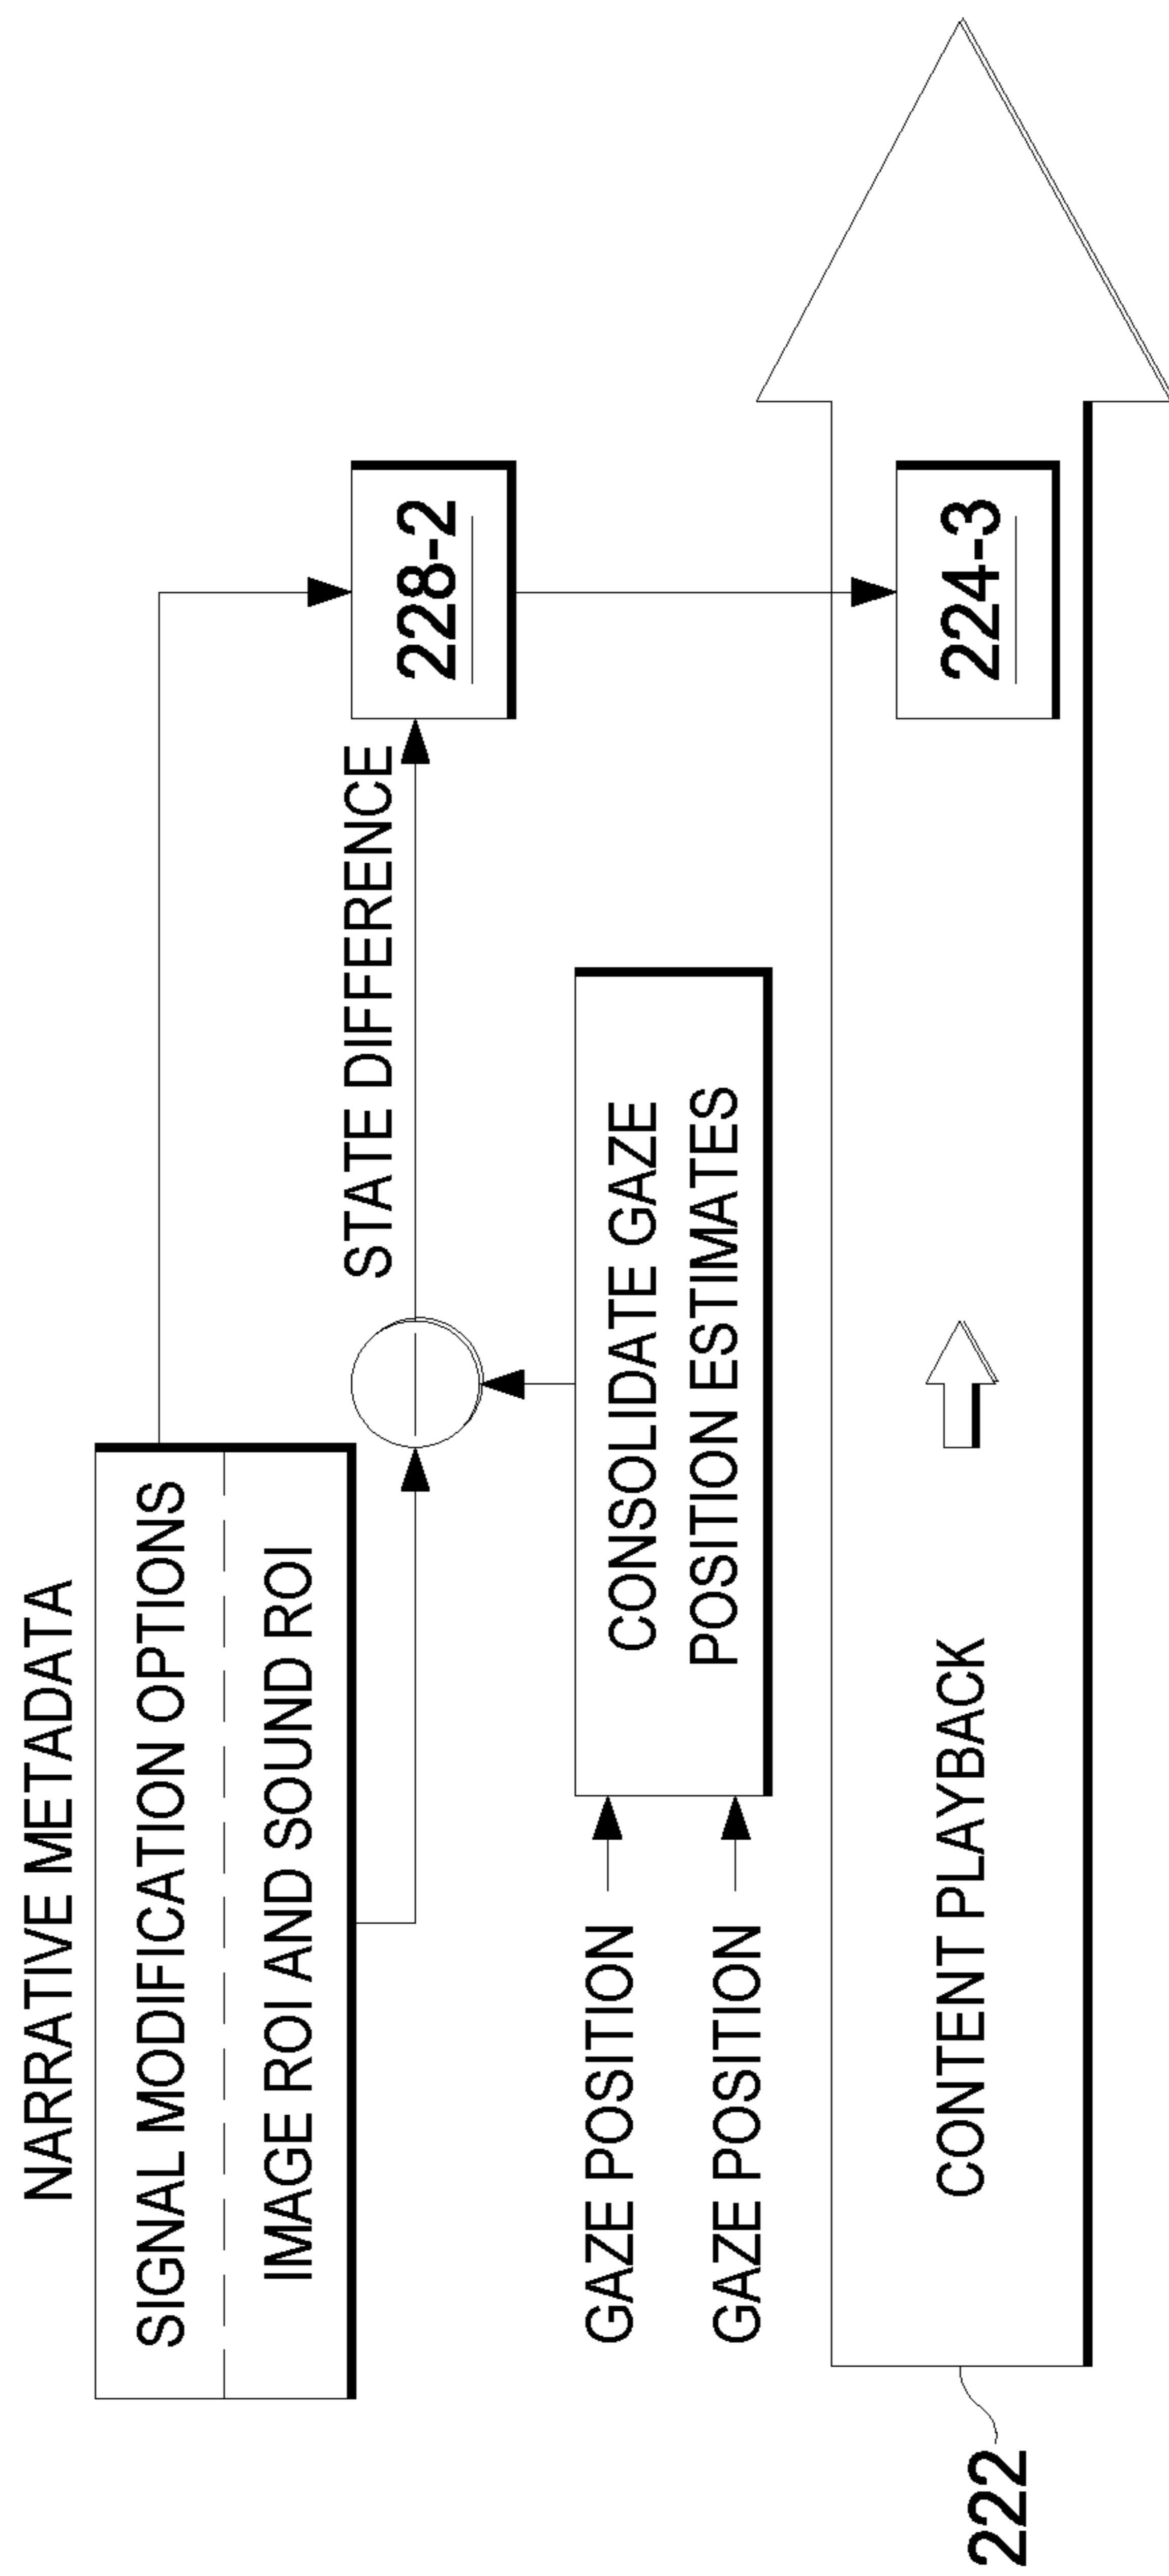 NARRATIVE METADATA
SIGNAL MODIFICATION OPTIONS
IMAGE ROI AND SOUND ROI
STATE DIFFERENCE
228-2
CONSOLIDATE GAZE
POSITION ESTIMATES
GAZE POSITION
GAZE POSITION
CONTENT PLAYBACK
224-3
222